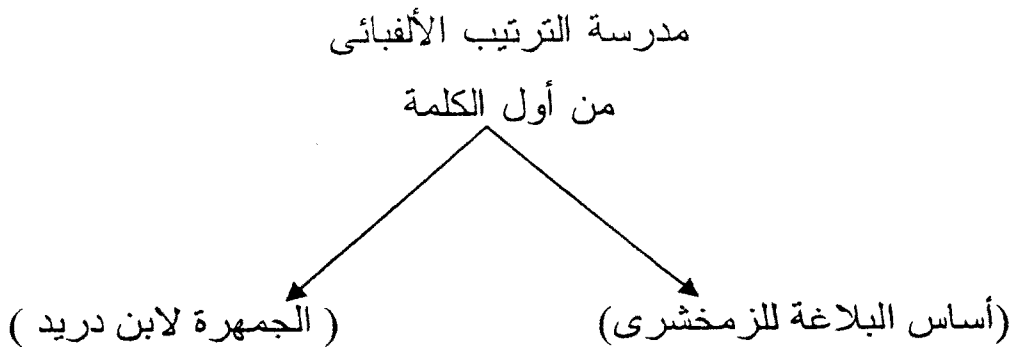 مدرسة الترتيب الألفبائى
من أول الكلمة
(أساس البلاغة للزمخشرى)
( الجمهرة لابن دريد )